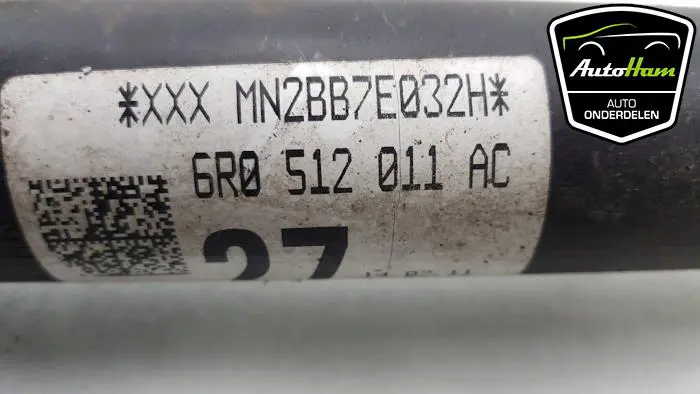 *XXX MN2BB7E032H*
6R0 512 011 AC
27
AutoHam
AUTO
ONDERDELEN